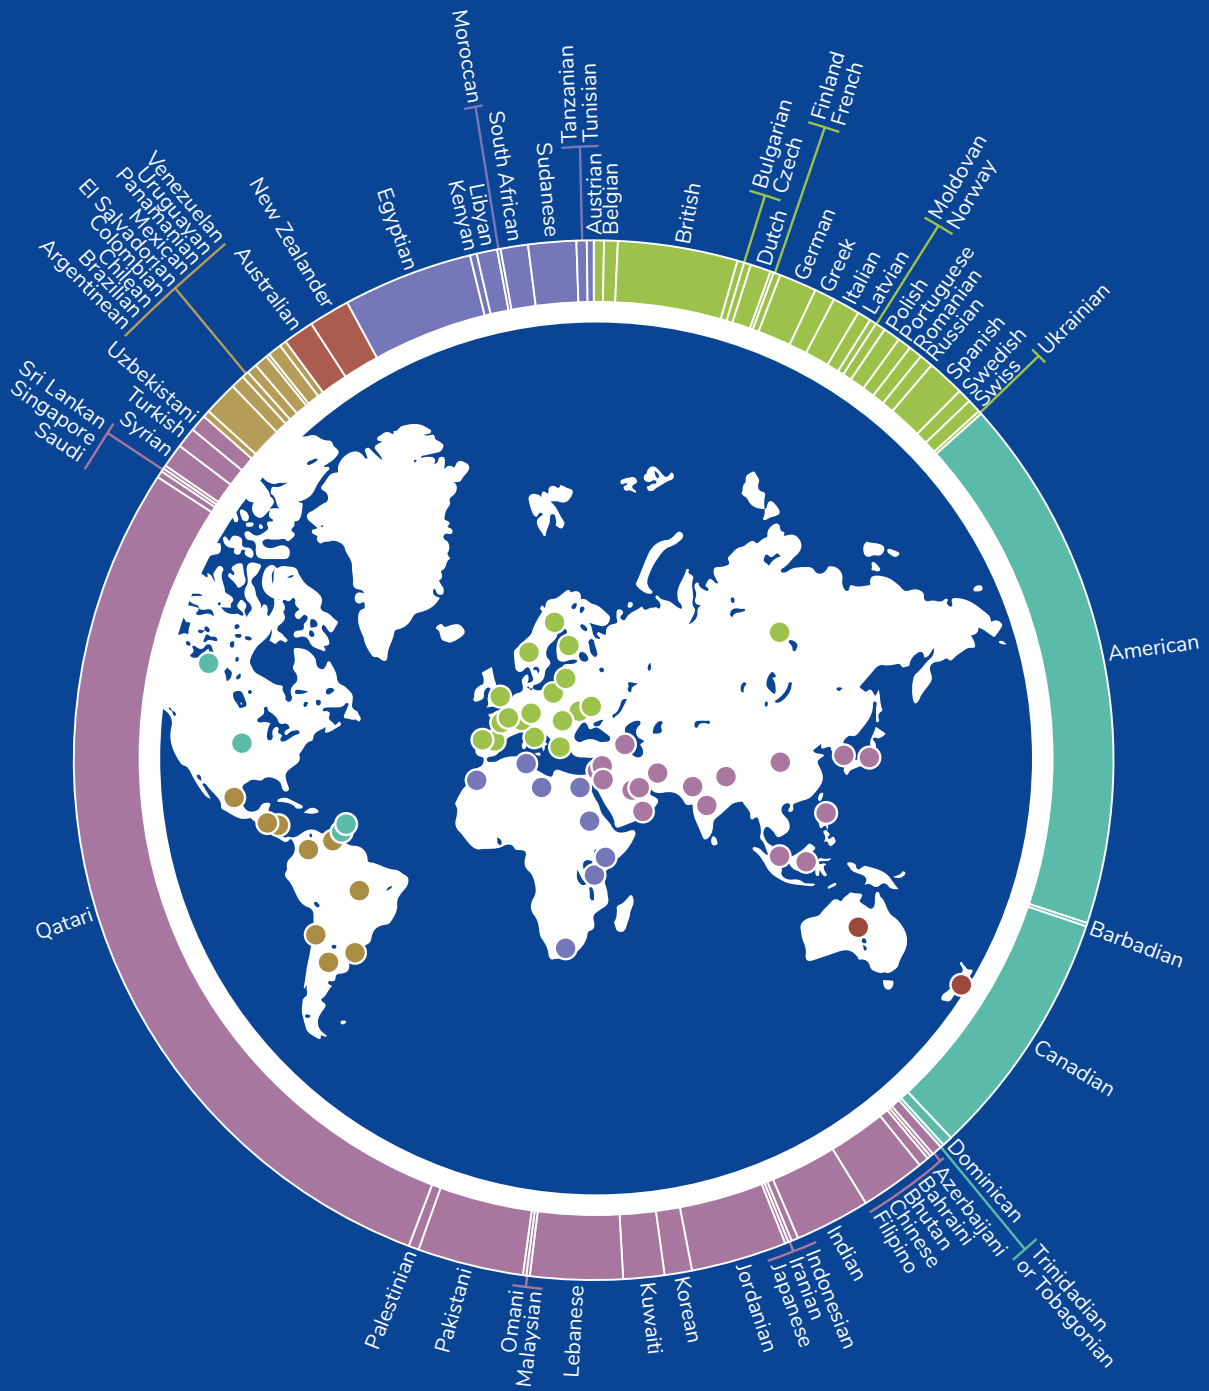 Austrian
Belgian
British
Bulgarian
Czech
Dutch
Finland
French
German
Greek
Italian
Latvian
Moldovan
Norway
Polish
Portuguese
Romanian
Russian
Spanish
Swedish
Swiss
Ukrainian
American
Barbadian
Canadian
Dominican
Trinidadian
or Tobagonian
Azerbaijani
Bahraini
Bhutan
Chinese
Filipino
Indian
Indonesian
Iranian
Japanese
Jordanian
Korean
Kuwaiti
Lebanese
Malaysian
Omani
Pakistani
Palestinian
Qatari
Saudi
Singapore
Sri Lankan
Syrian
Turkish
Uzbekistani
Argentinean
Brazilian
Chilean
Colombian
El Salvadorian
Mexican
Panamanian
Uruguayan
Venezuelan
Australian
New Zealander
Egyptian
Kenyan
Libyan
Moroccan
South African
Sudanese
Tanzanian
Tunisian